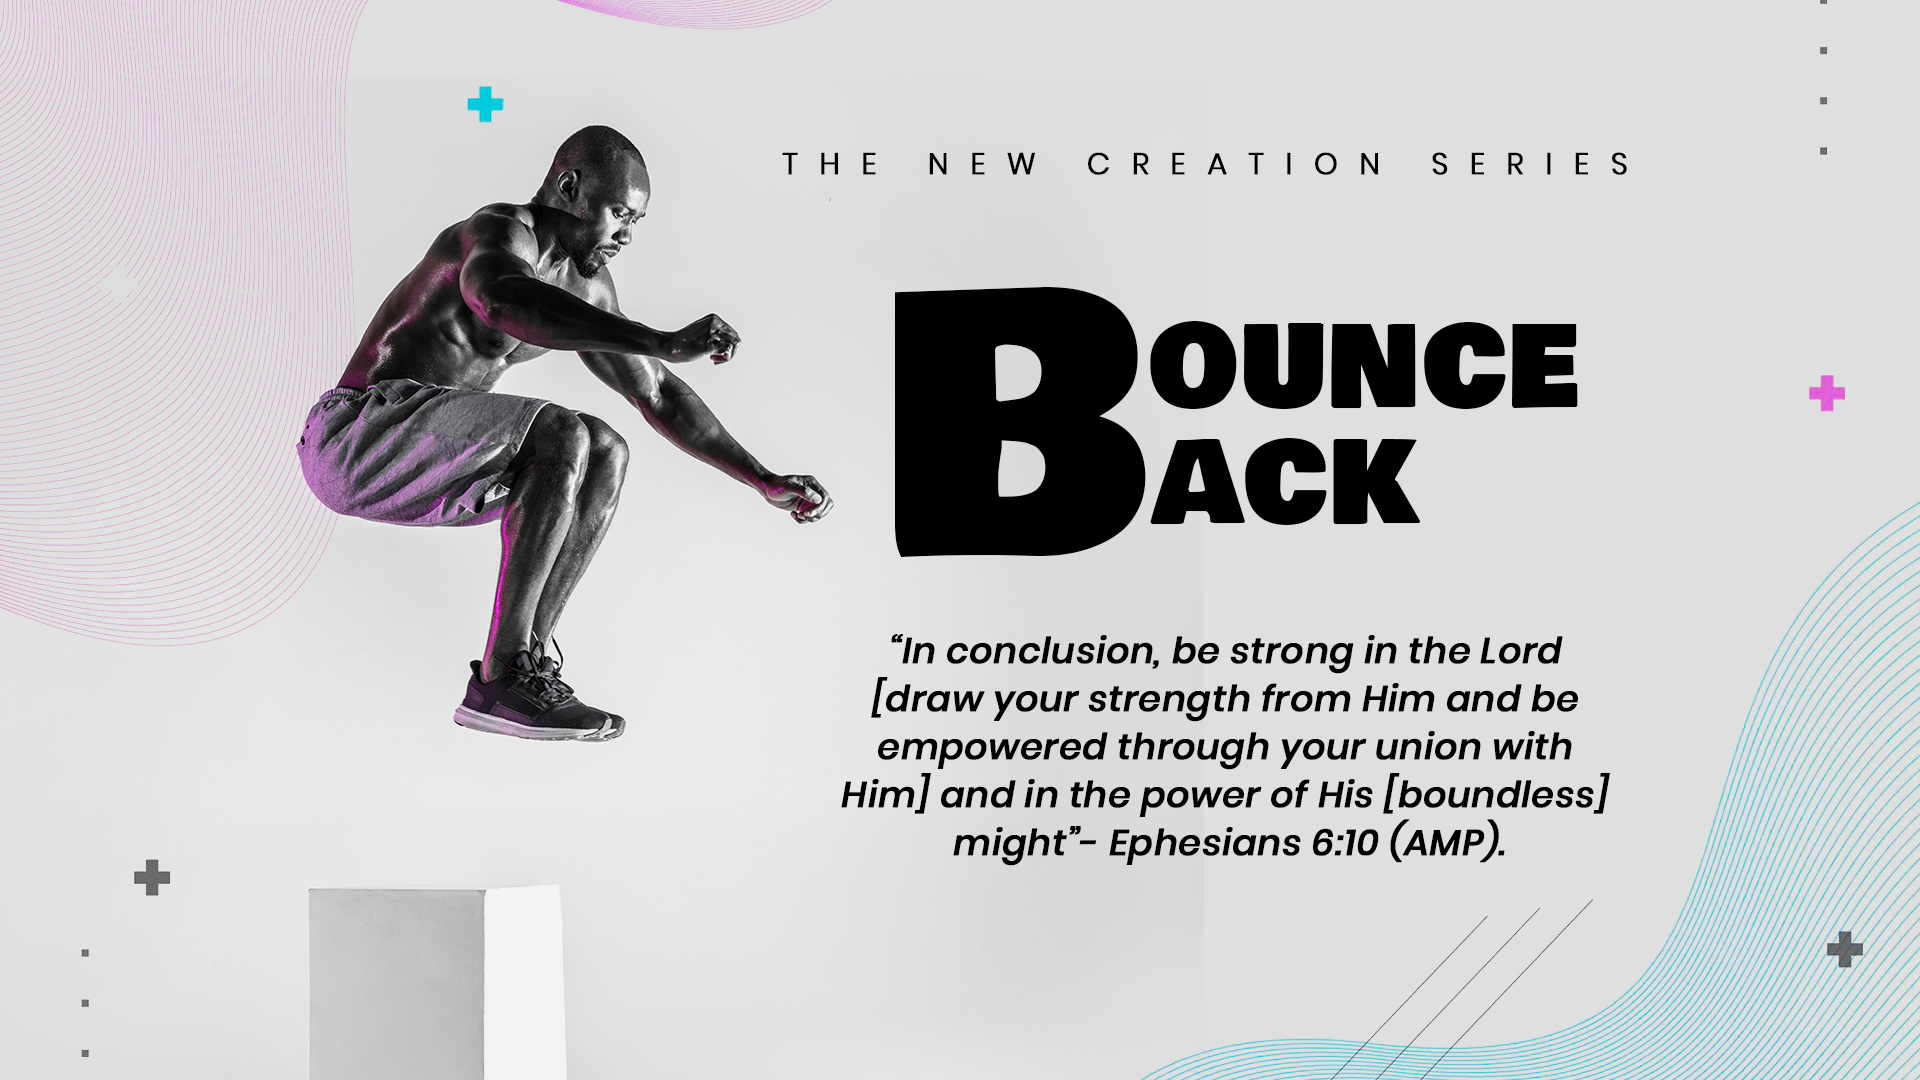 THE NEW CREATION SERIES
BOUNCE
BACK
“In conclusion, be strong in the Lord
[draw your strength from Him and be
empowered through your union with
Him] and in the power of His [boundless]
might”- Ephesians 6:10 (AMP).